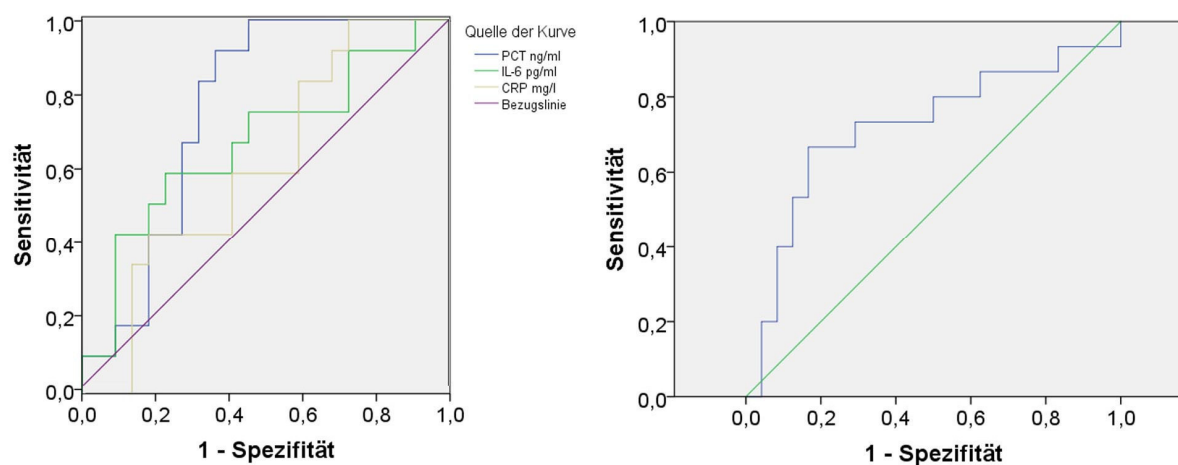 Sensitivität
1,0
0,8
0,6
0,4
0,2
0,0
0,0 0,2 0,4 0,6 0,8 1,0
1 - Spezifität
Quelle der Kurve
PCT ng/ml
IL-6 pg/ml
CRP mg/l
Bezugslinie
Sensitivität
1,0
0,8
0,6
0,4
0,2
0,0
0,0 0,2 0,4 0,6 0,8 1,0
1 - Spezifität